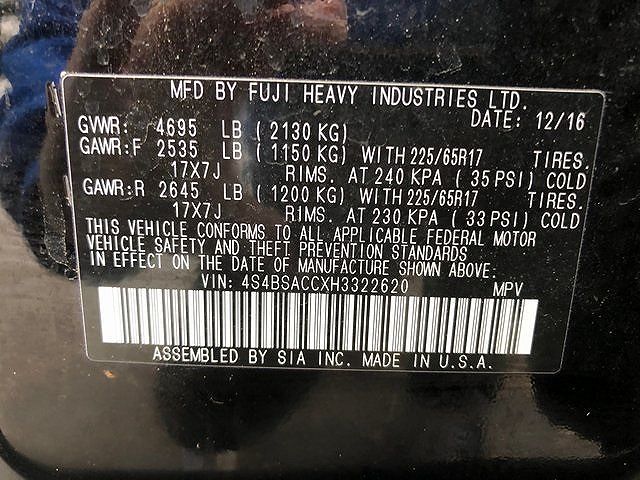 MFD BY FUJI HEAVY INDUSTRIES LTD.
DATE: 12/16
GVWR: 4695 LB ( 2130 KG)
GAWR:F 2535 LB ( 1150 KG) WITH 225/65R17 TIRES.
17X7J RIMS. AT 240 KPA ( 35 PSI) COLD
GAWR:R 2645 LB ( 1200 KG) WITH 225/65R17 TIRES.
17X7J RIMS. AT 230 KPA ( 33 PSI) COLD
THIS VEHICLE CONFORMS TO ALL APPLICABLE FEDERAL MOTOR
VEHICLE SAFETY AND THEFT PREVENTION STANDARDS
IN EFFECT ON THE DATE OF MANUFACTURE SHOWN ABOVE.
VIN: 4S4BSACCXH3322620 MPV
ASSEMBLED BY SIA INC. MADE IN U.S.A.